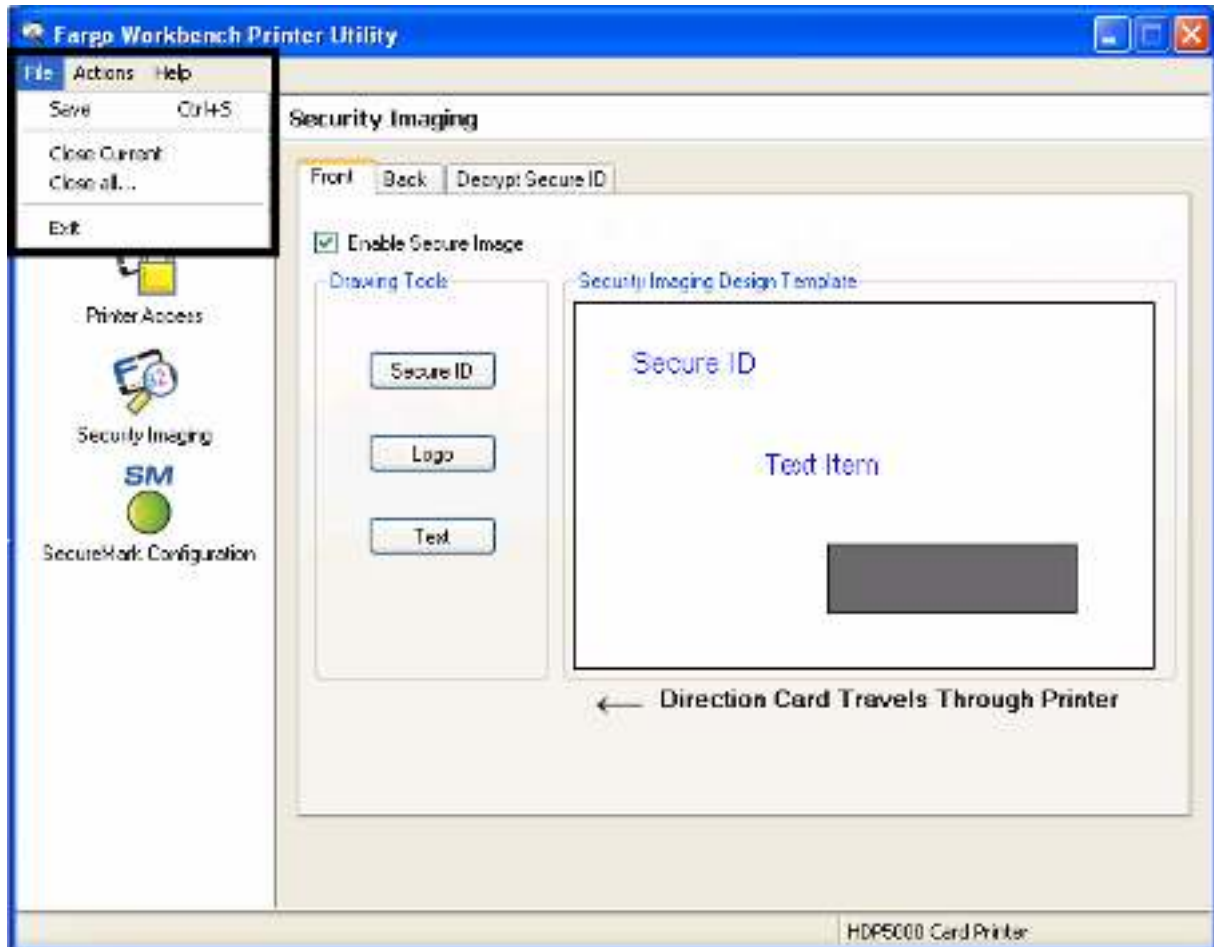 Fargo Workbench Printer Utility
File Actions Help
Save Ctrl+S
Close Current
Close all...
Exit
Printer Access
Security Imaging
SM
SecureMark Configuration
Security Imaging
Front Back Decrypt Secure ID
Enable Secure Image
Drawing Tools
Secure ID
Logo
Text
Security Imaging Design Template
Secure ID
Text Item
Direction Card Travels Through Printer
HDP5000 Card Printer